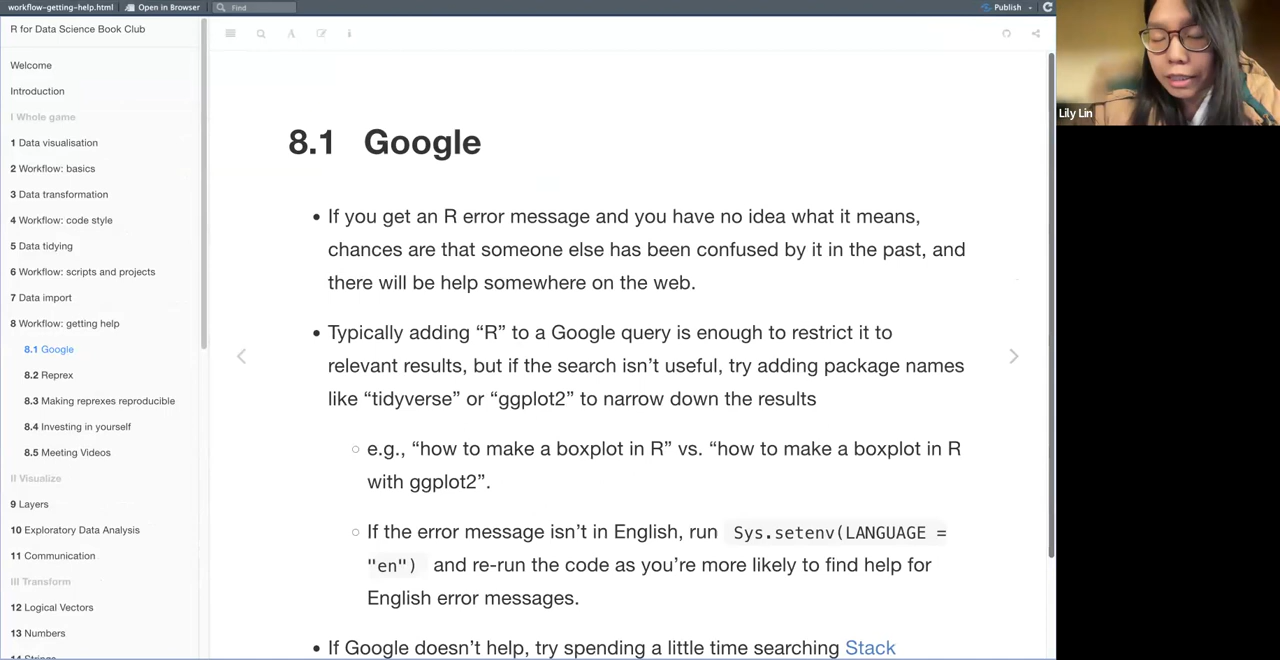 workflow-getting-help.html
Open in Browser
Find
Publish
R for Data Science Book Club
Welcome
Introduction
I Whole game
1 Data visualisation
2 Workflow: basics
3 Data transformation
4 Workflow: code style
5 Data tidying
6 Workflow: scripts and projects
7 Data import
8 Workflow: getting help
8.1 Google
8.2 Reprex
8.3 Making reprexes reproducible
8.4 Investing in yourself
8.5 Meeting Videos
II Visualize
9 Layers
10 Exploratory Data Analysis
11 Communication
III Transform
12 Logical Vectors
13 Numbers
14 Strings
8.1 Google
• If you get an R error message and you have no idea what it means,
chances are that someone else has been confused by it in the past, and
there will be help somewhere on the web.
• Typically adding “R” to a Google query is enough to restrict it to
relevant results, but if the search isn’t useful, try adding package names
like “tidyverse” or “ggplot2” to narrow down the results
○ e.g., “how to make a boxplot in R” vs. “how to make a boxplot in R
with ggplot2”.
○ If the error message isn’t in English, run Sys.setenv(LANGUAGE =
"en") and re-run the code as you’re more likely to find help for
English error messages.
• If Google doesn’t help, try spending a little time searching Stack
Lily Lin